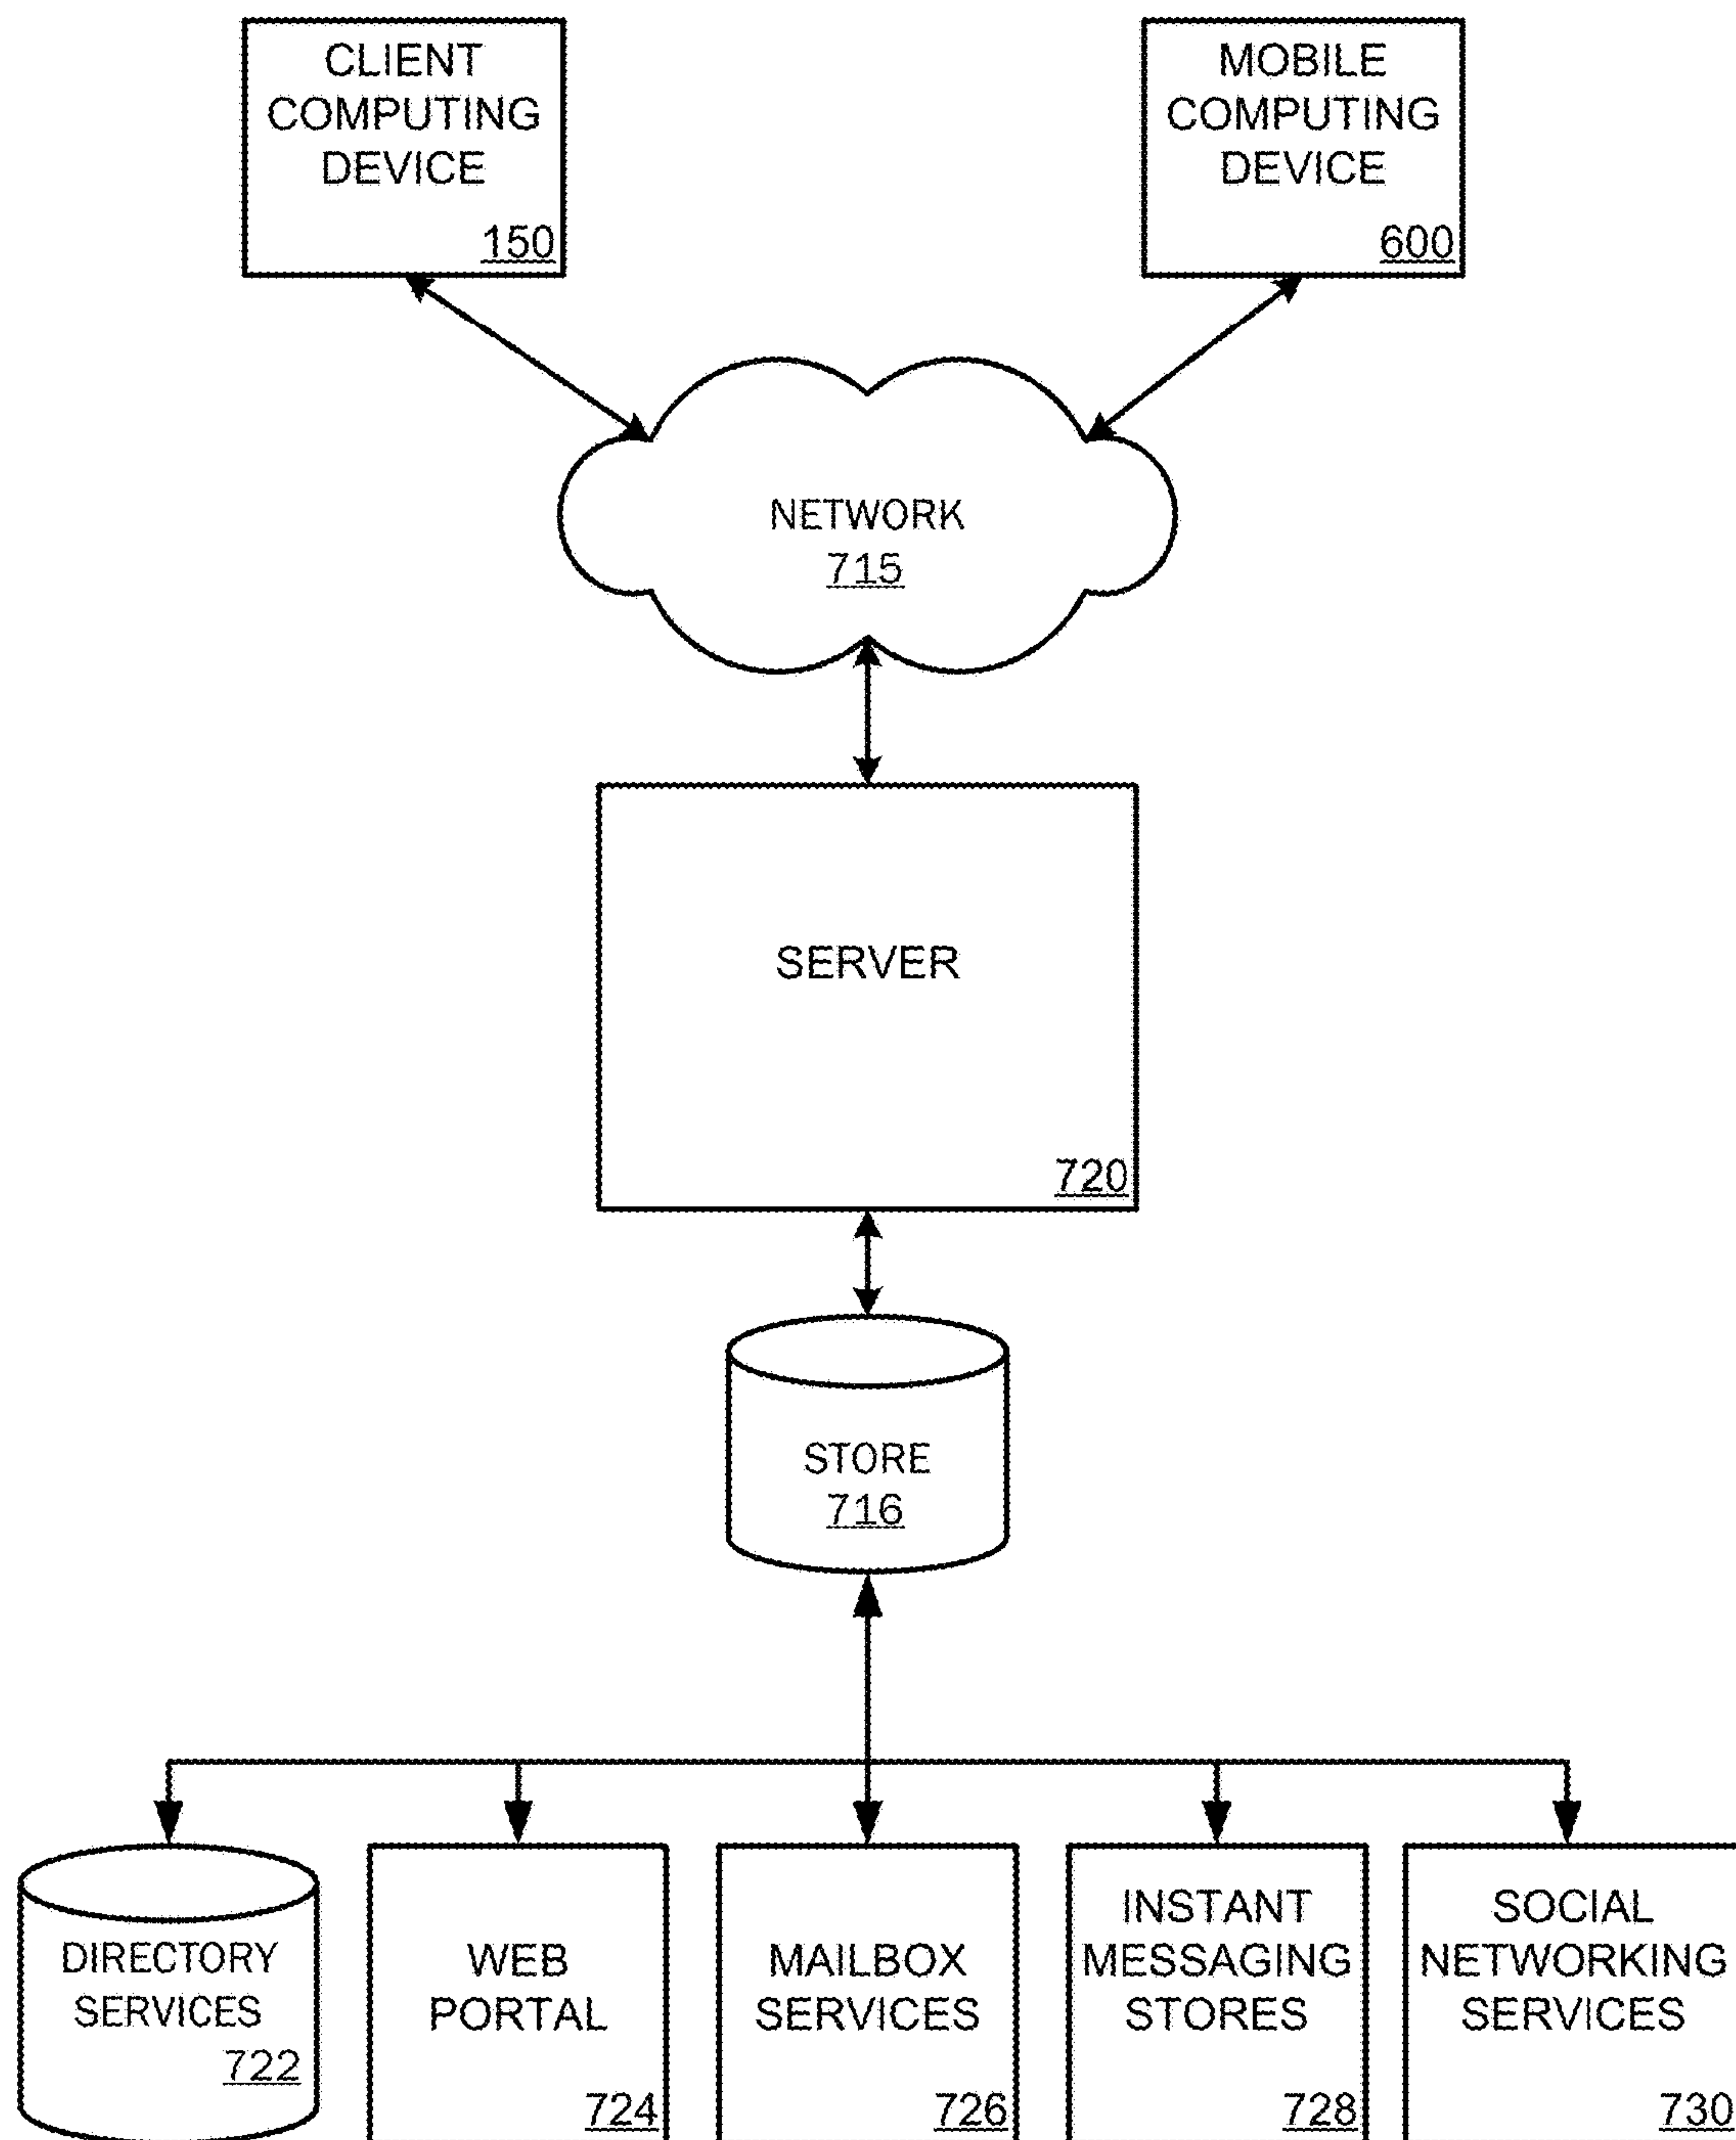 CLIENT
COMPUTING
DEVICE
150
MOBILE
COMPUTING
DEVICE
600
NETWORK
715
SERVER
720
STORE
716
DIRECTORY
SERVICES
722
WEB
PORTAL
724
MAILBOX
SERVICES
726
INSTANT
MESSAGING
STORES
728
SOCIAL
NETWORKING
SERVICES
730